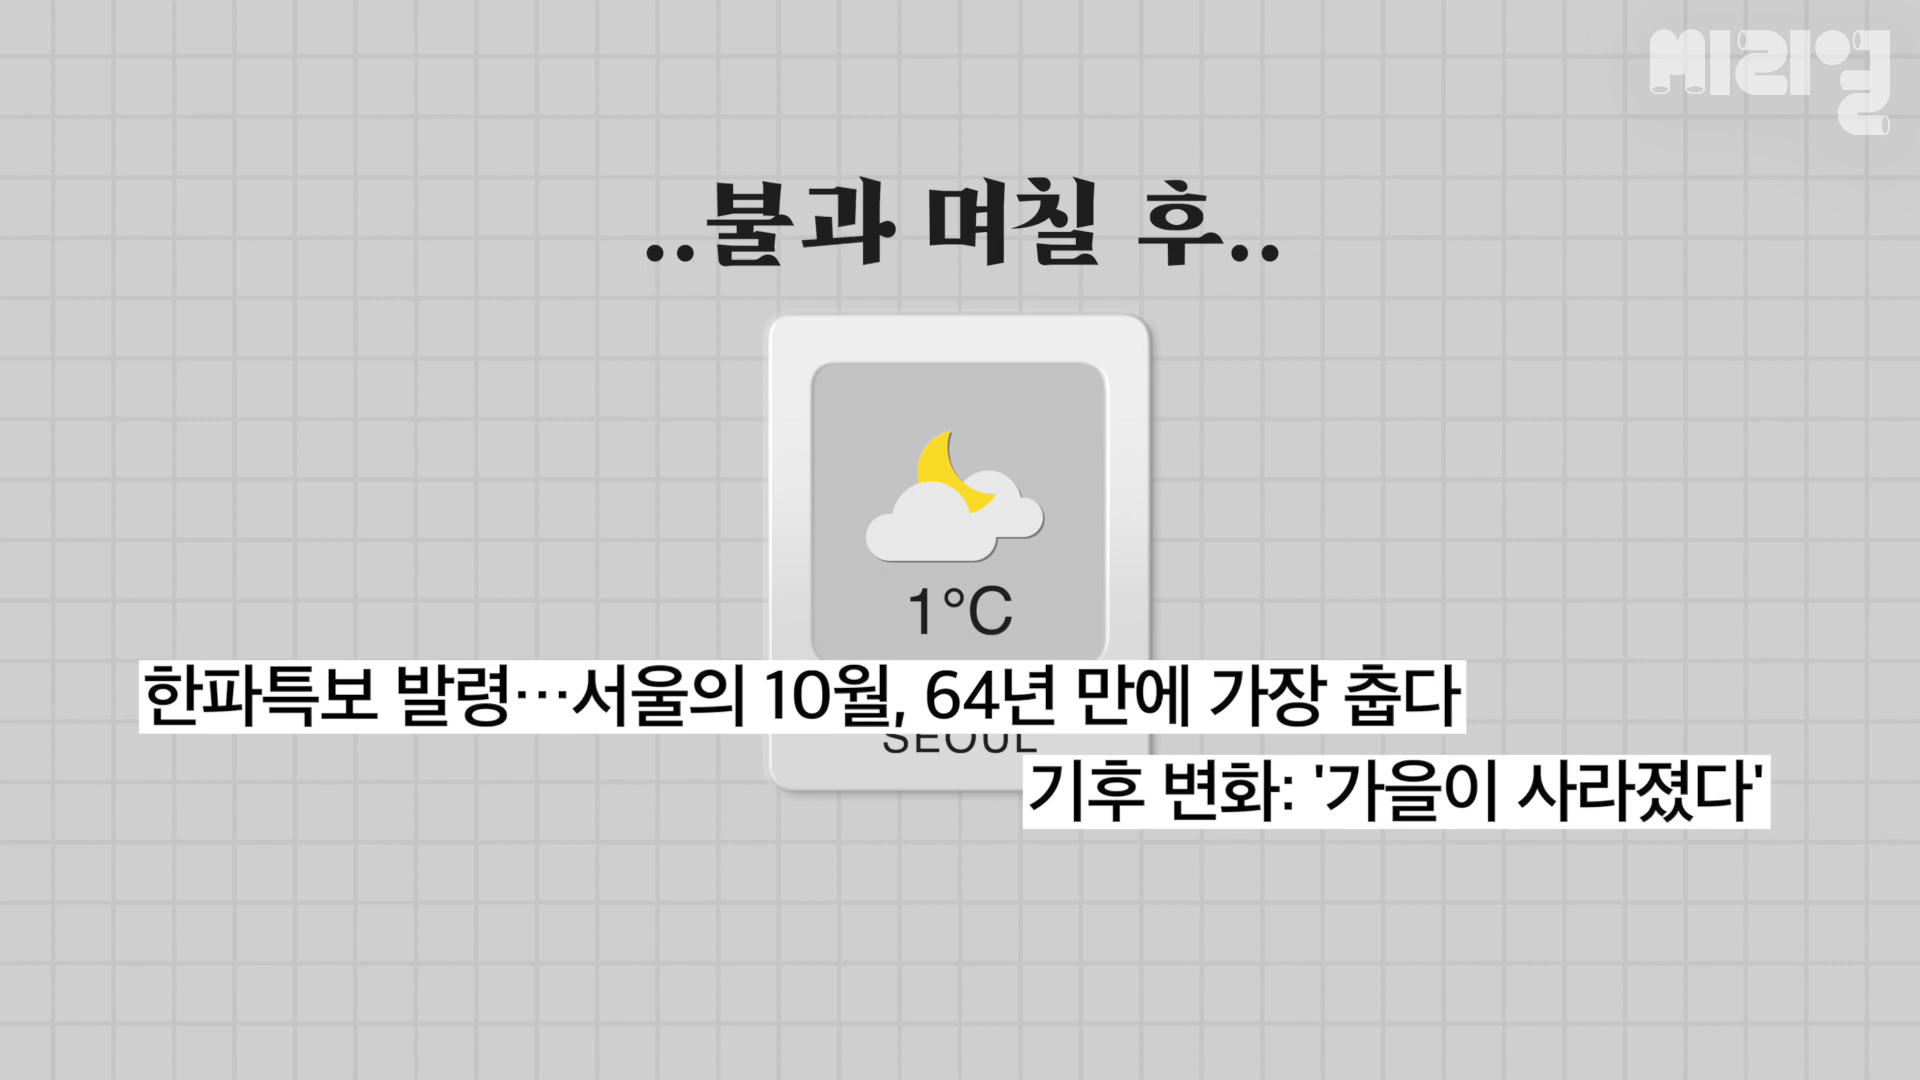 씨리얼
..불과 며칠 후..
1°C
한파특보 발령…서울의 10월, 64년 만에 가장 춥다
SEOUL
기후 변화: '가을이 사라졌다'